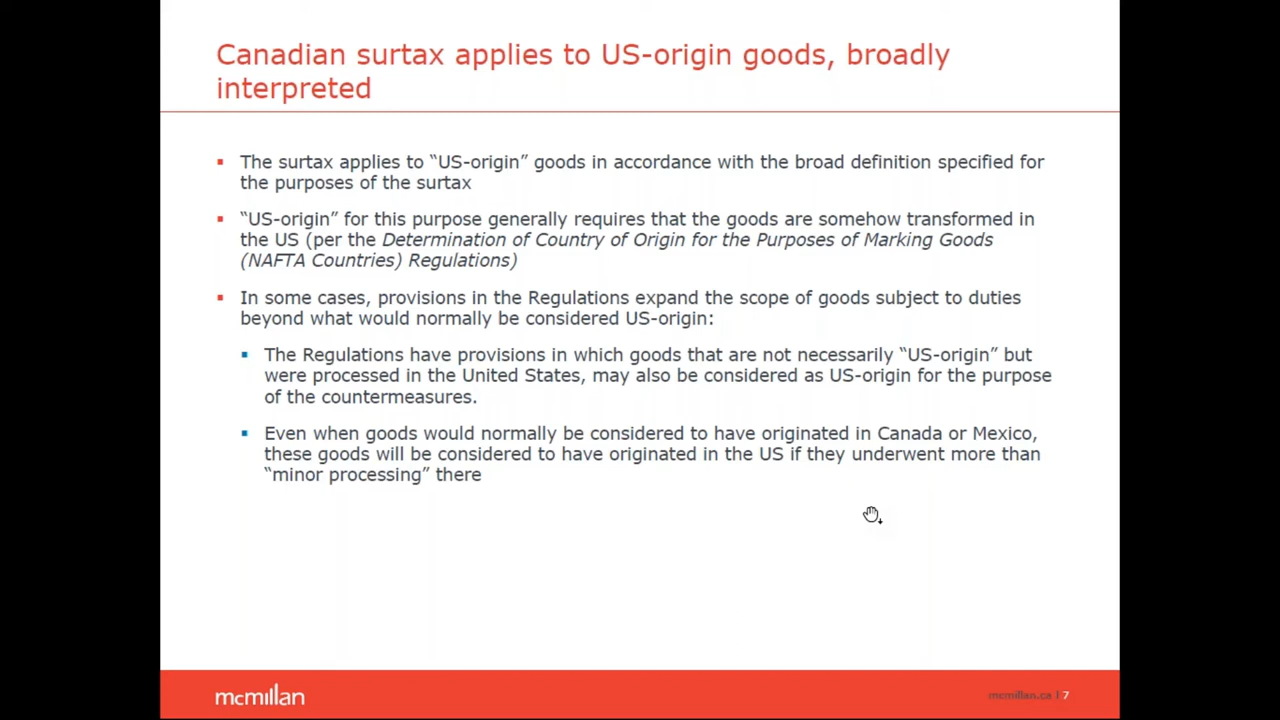 Canadian surtax applies to US-origin goods, broadly
interpreted
▪ The surtax applies to “US-origin” goods in accordance with the broad definition specified for
the purposes of the surtax
▪ “US-origin” for this purpose generally requires that the goods are somehow transformed in
the US (per the Determination of Country of Origin for the Purposes of Marking Goods
(NAFTA Countries) Regulations)
▪ In some cases, provisions in the Regulations expand the scope of goods subject to duties
beyond what would normally be considered US-origin:
▪ The Regulations have provisions in which goods that are not necessarily “US-origin” but
were processed in the United States, may also be considered as US-origin for the purpose
of the countermeasures.
▪ Even when goods would normally be considered to have originated in Canada or Mexico,
these goods will be considered to have originated in the US if they underwent more than
“minor processing” there
mcmillan
mcmillan.ca | 7